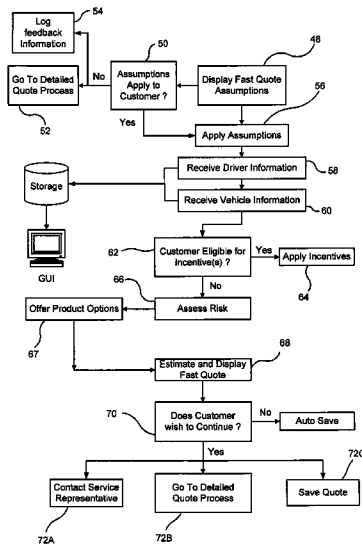 54
Log
feedback
Information
50
48
Assumptions
Apply to
Customer ?
No
Display Fast Quote
Assumptions
Go To Detailed
Quote Process
52
56
Yes
Apply Assumptions
Receive Driver Information
58
Storage
Receive Vehicle Information
60
GUI
62
Customer Eligible for
Incentive(s) ?
Yes
Apply Incentives
64
No
66
Offer Product Options
Assess Risk
67
68
Estimate and Display
Fast Quote
70
Does Customer
wish to Continue ?
No
Auto Save
Yes
72C
Contact Service
Representative
Go To Detailed
Quote Process
Save Quote
72A
72B